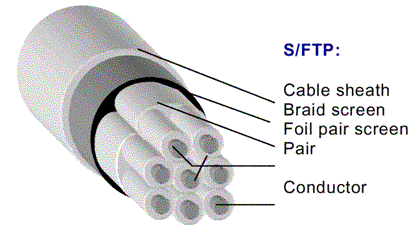 S/FTP:
Cable sheath
Braid screen
Foil pair screen
Pair
Conductor